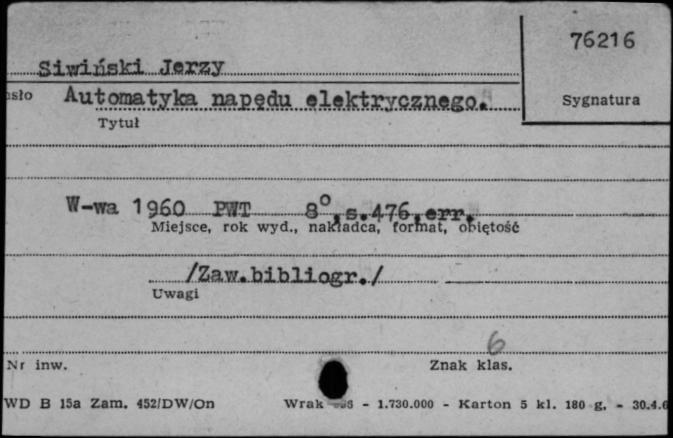 76216
Siwiński Jerzy
Automatyka napędu elektrycznego.
Sygnatura
Tytuł
W-wa 1960 PWT 8°, s.476, err.
Miejsce, rok wyd., nakładca, format, objętość
/Zaw.bibliogr./
Uwagi
6
Nr inw. Znak klas.
WD B 15a Zam. 452/DW/On Wrak - 1.730.000 - Karton 5 kl. 180 g. - 30.4.6